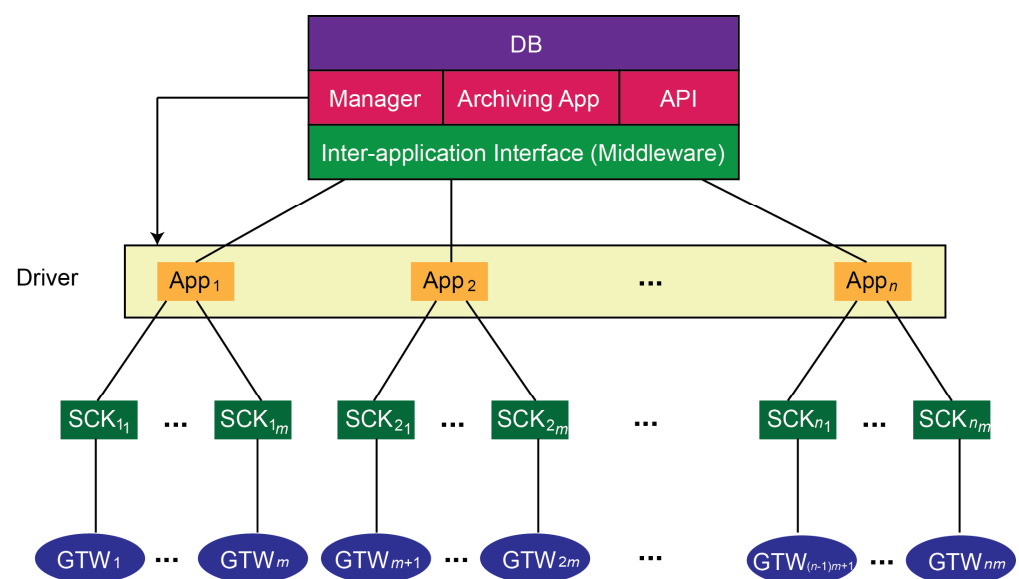 DB
Manager Archiving App API
Inter-application Interface (Middleware)
Driver App₁ App₂ ... Appₙ
SCK₁₁ ... SCK₁ₘ SCK₂₁ ... SCK₂ₘ ... SCKₙ₁ ... SCKₙₘ
GTW₁ ... GTWₘ GTWₘ₊₁ ... GTW₂ₘ ... GTW₍ₙ₋₁₎ₘ₊₁ ... GTWₙₘ